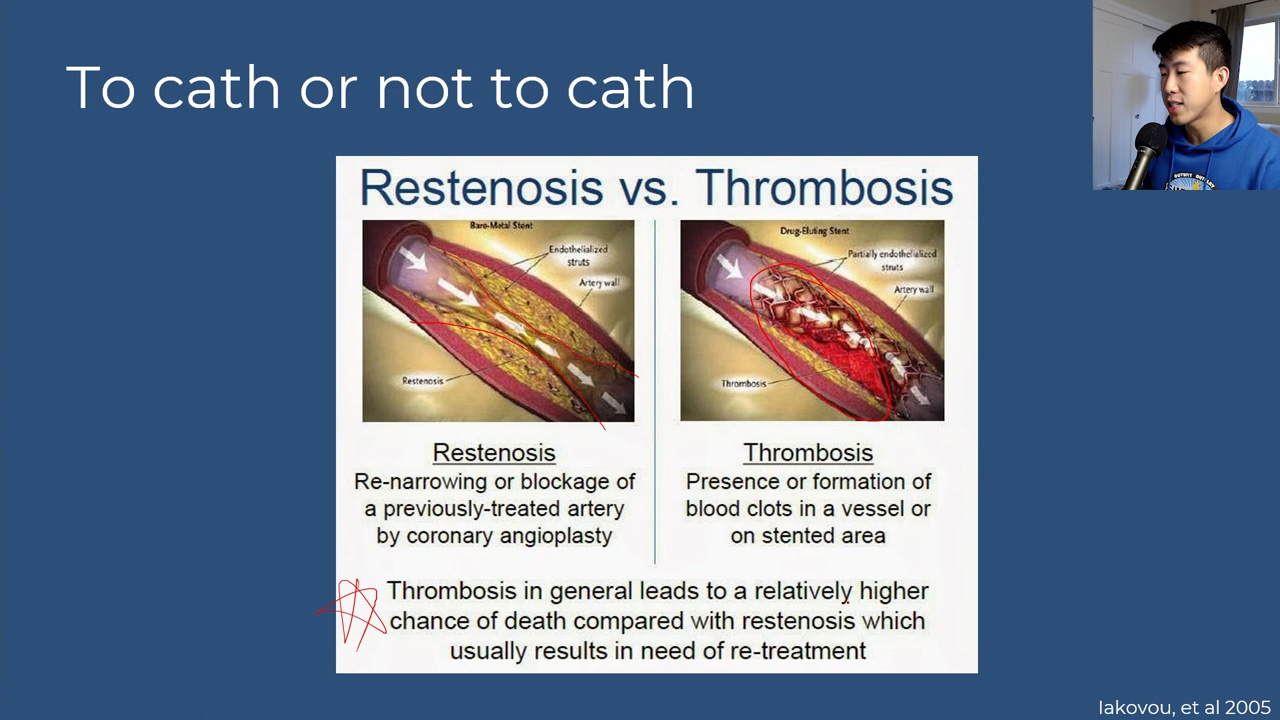 To cath or not to cath
Restenosis vs. Thrombosis
Bare-Metal Stent
Endothelialized
struts
Artery wall
Restenosis
Drug-Eluting Stent
Partially endothelialized
struts
Artery wall
Thrombosis
Restenosis
Re-narrowing or blockage of
a previously-treated artery
by coronary angioplasty
Thrombosis
Presence or formation of
blood clots in a vessel or
on stented area
Thrombosis in general leads to a relatively higher
chance of death compared with restenosis which
usually results in need of re-treatment
Iakovou, et al 2005